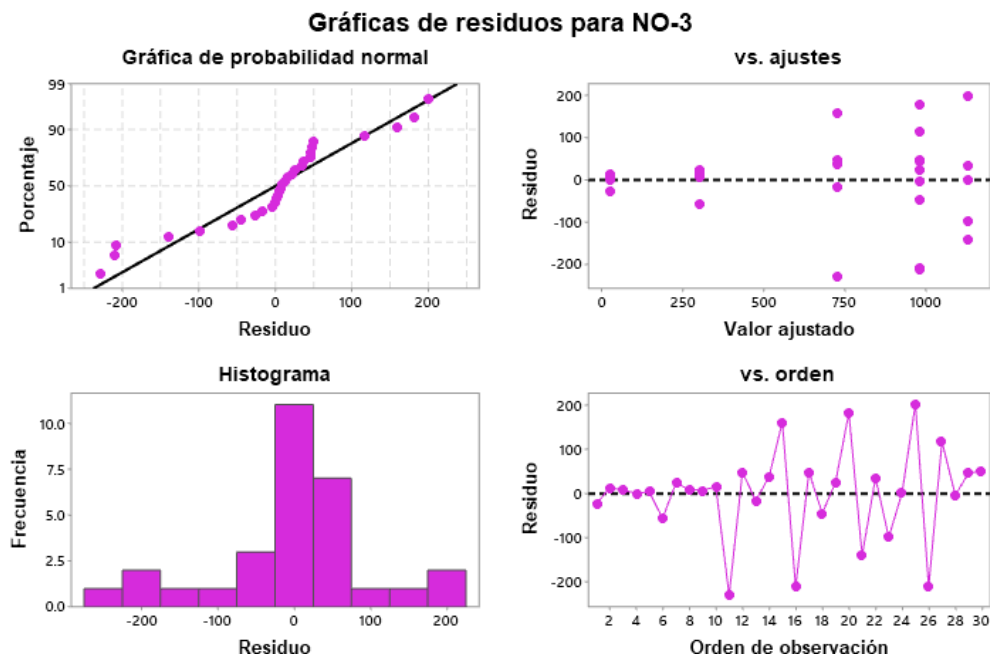 Gráficas de residuos para NO-3
Gráfica de probabilidad normal
Porcentaje
99
90
50
10
1
-200 -100 0 100 200
Residuo
vs. ajustes
Residuo
200
100
0
-100
-200
0 250 500 750 1000
Valor ajustado
Histograma
Frecuencia
10.0
7.5
5.0
2.5
0.0
-200 -100 0 100 200
Residuo
vs. orden
Residuo
200
100
0
-100
-200
2 4 6 8 10 12 14 16 18 20 22 24 26 28 30
Orden de observación